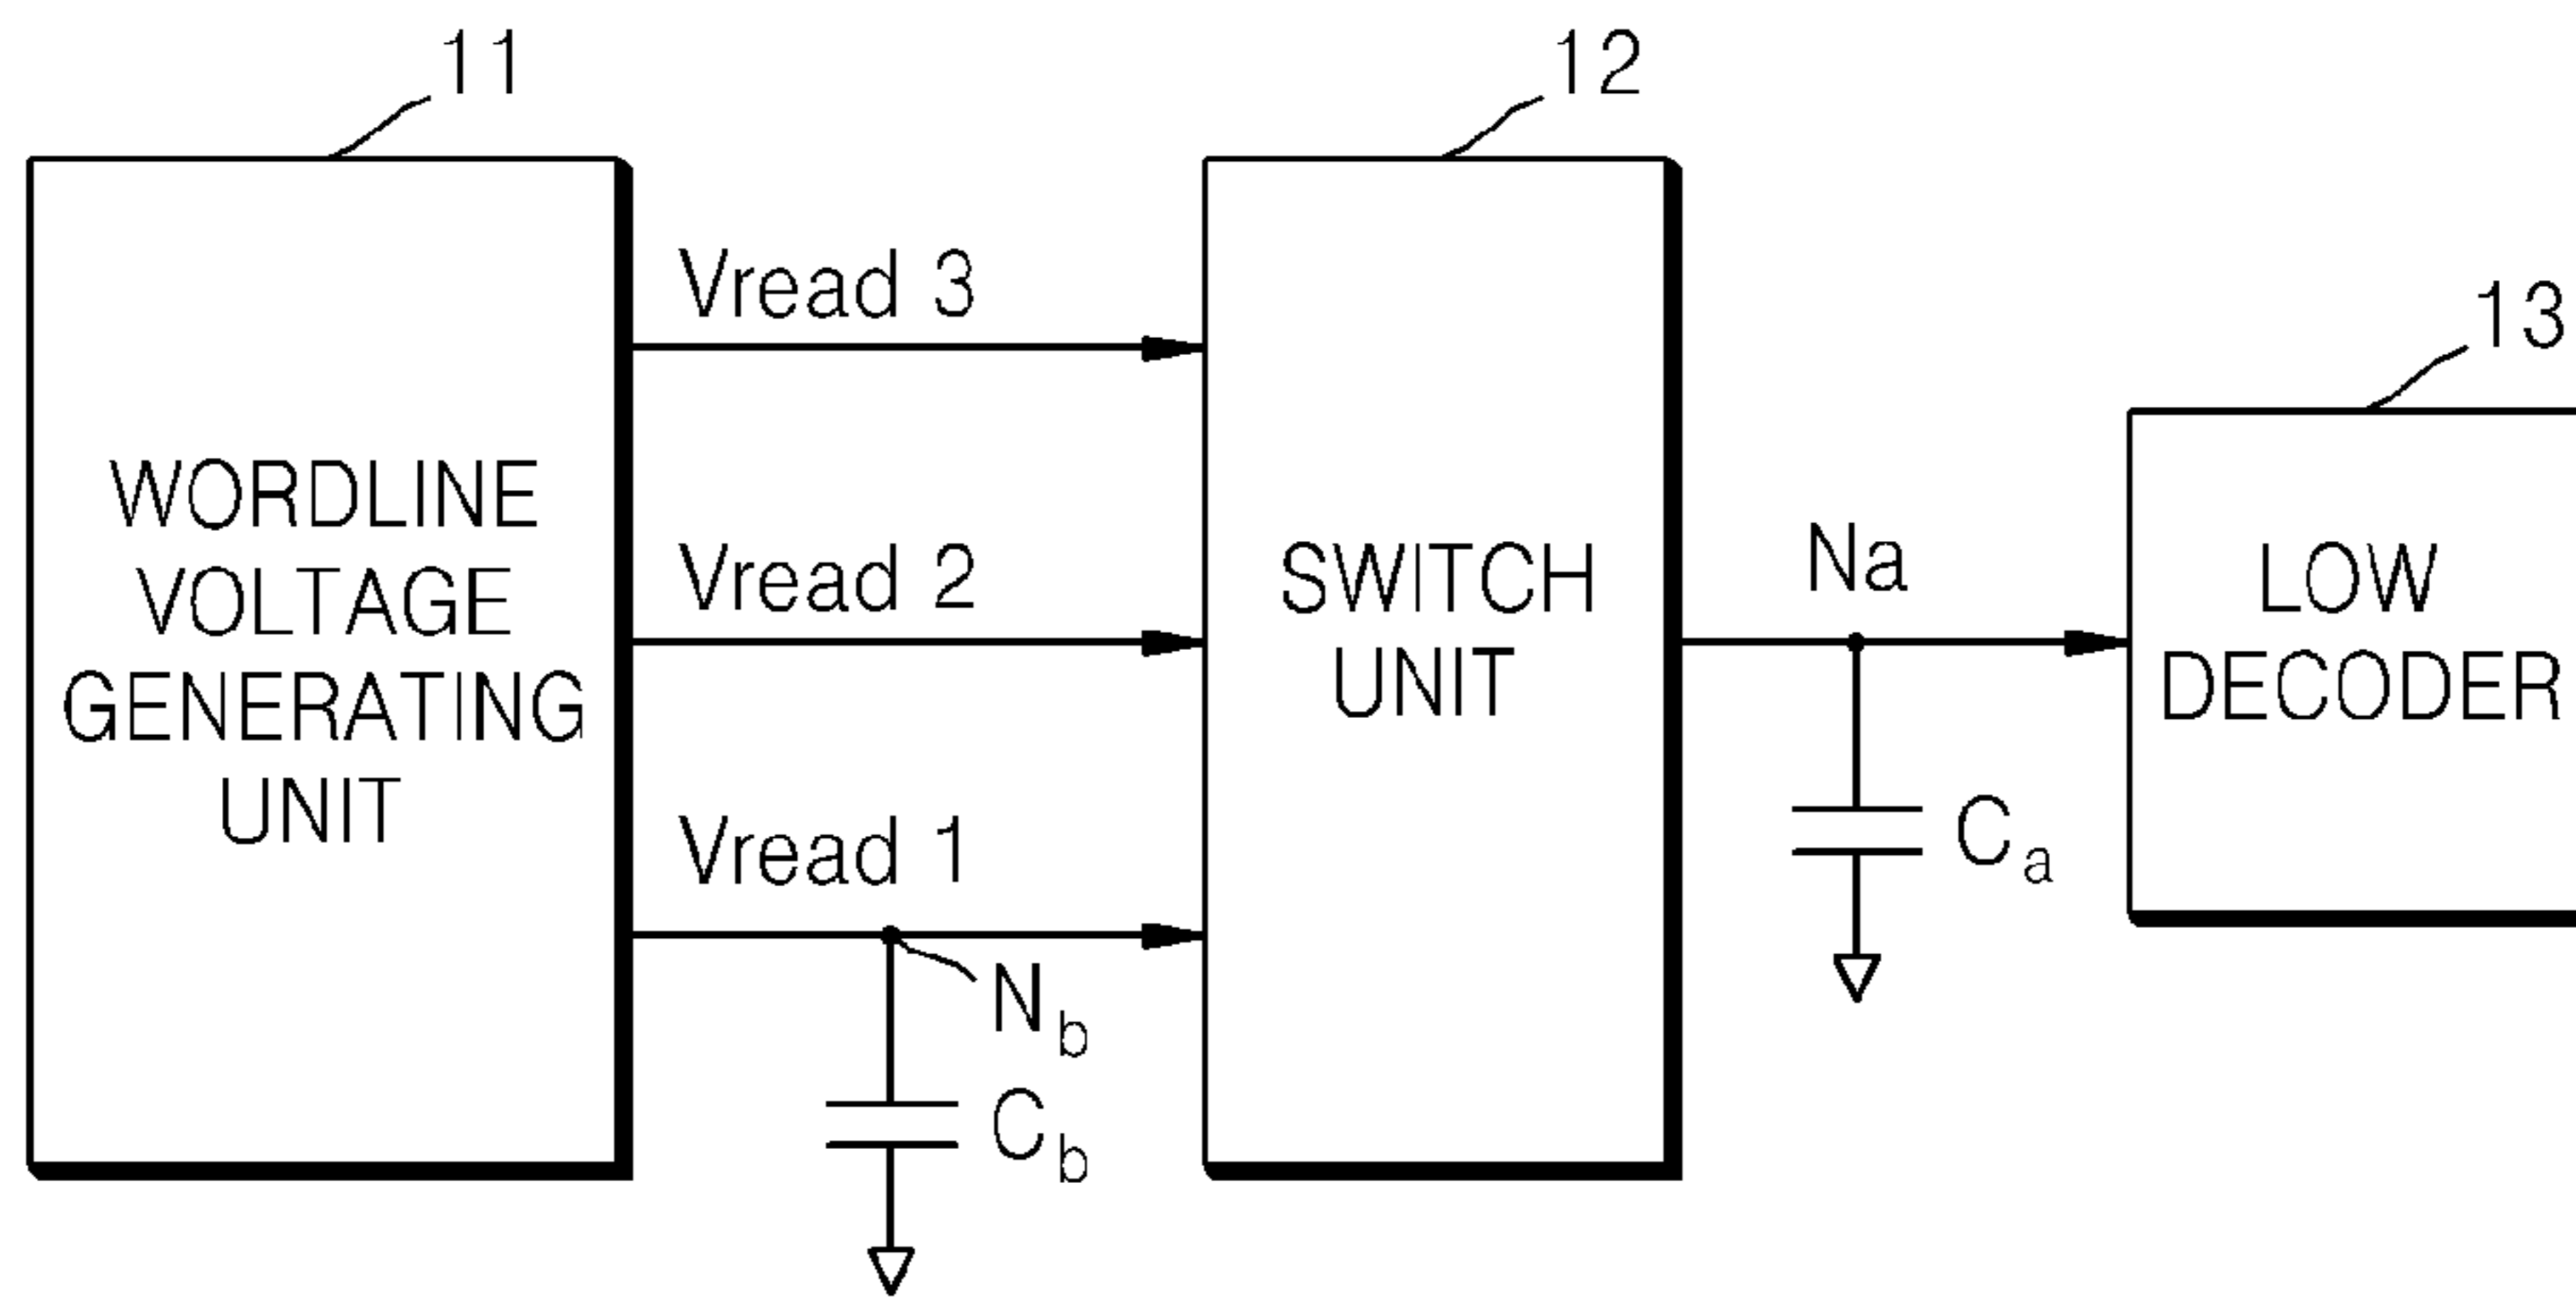 11
12
13
WORDLINE
VOLTAGE
GENERATING
UNIT
Vread 3
Vread 2
Vread 1
Nb
Cb
SWITCH
UNIT
Na
Ca
LOW
DECODER